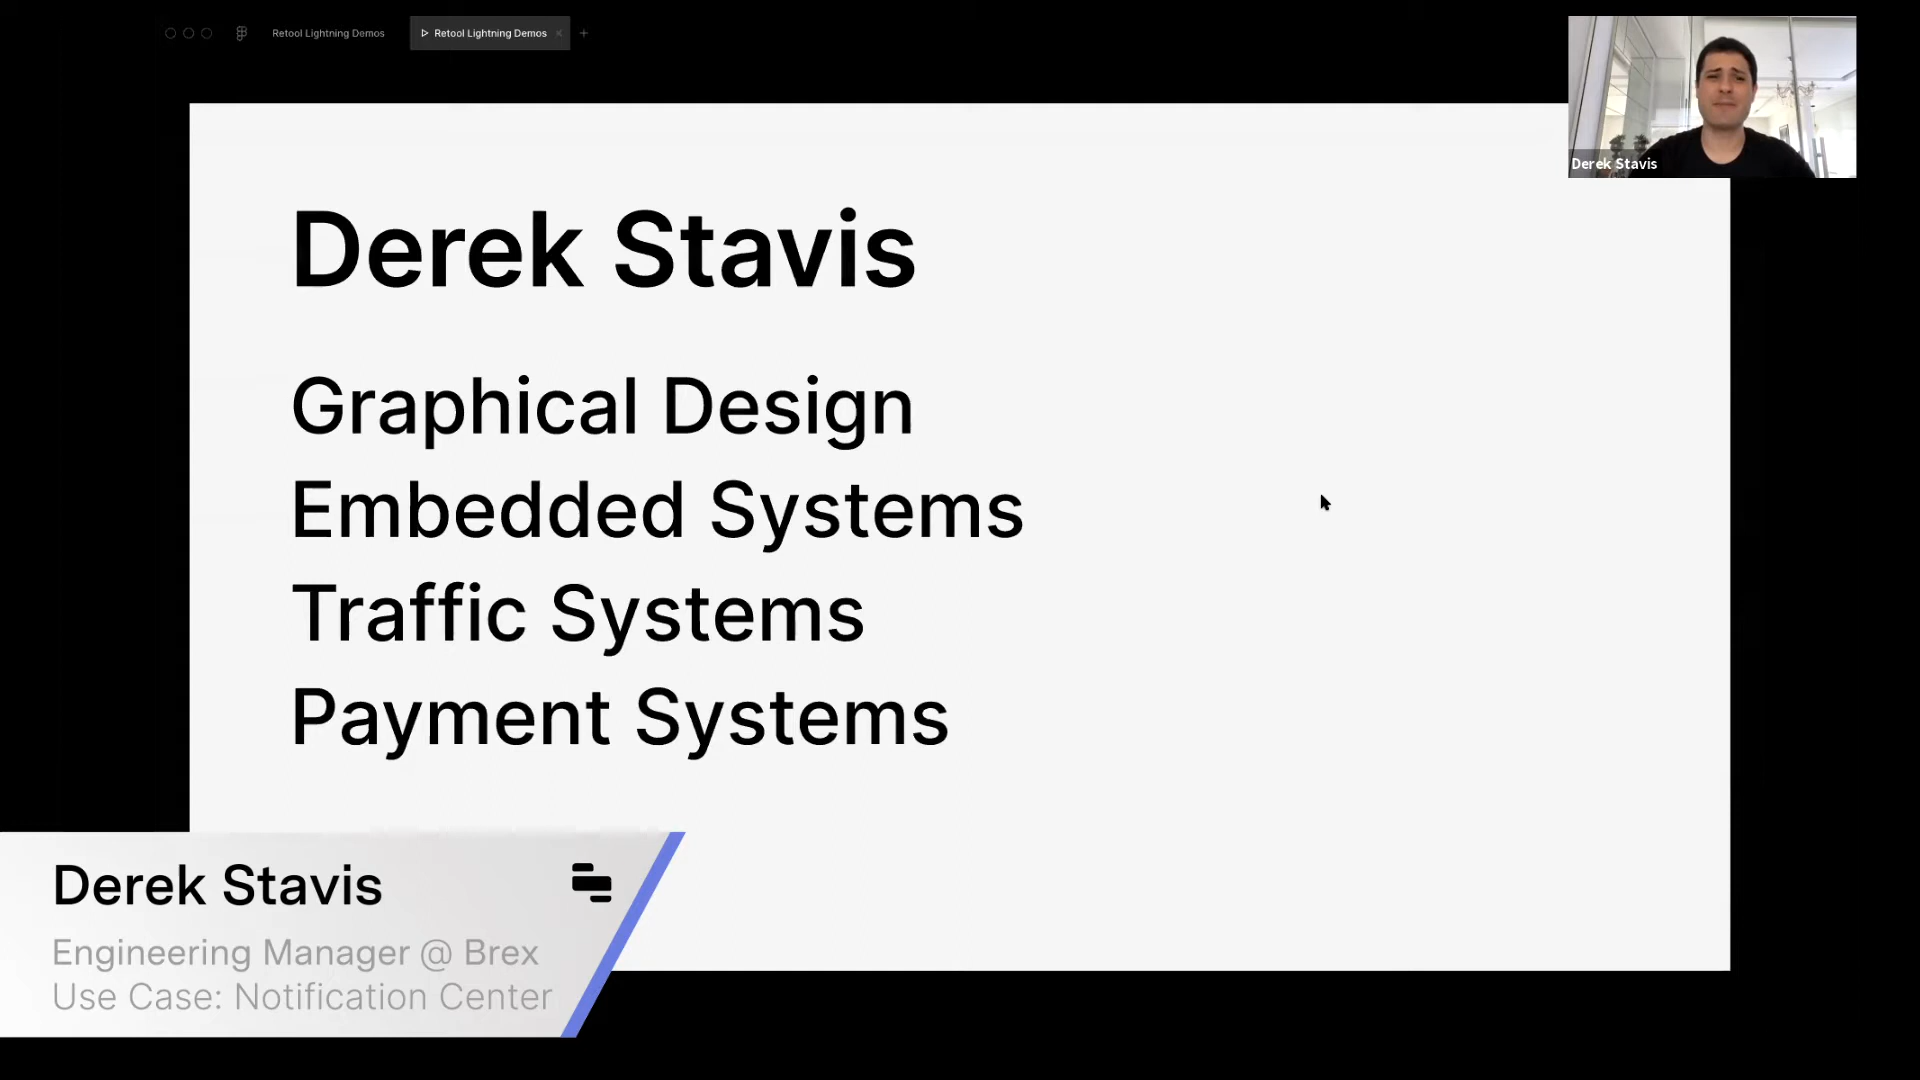 Retool Lightning Demos
Retool Lightning Demos
Derek Stavis
Derek Stavis
Graphical Design
Embedded Systems
Traffic Systems
Payment Systems
Derek Stavis
Engineering Manager @ Brex
Use Case: Notification Center